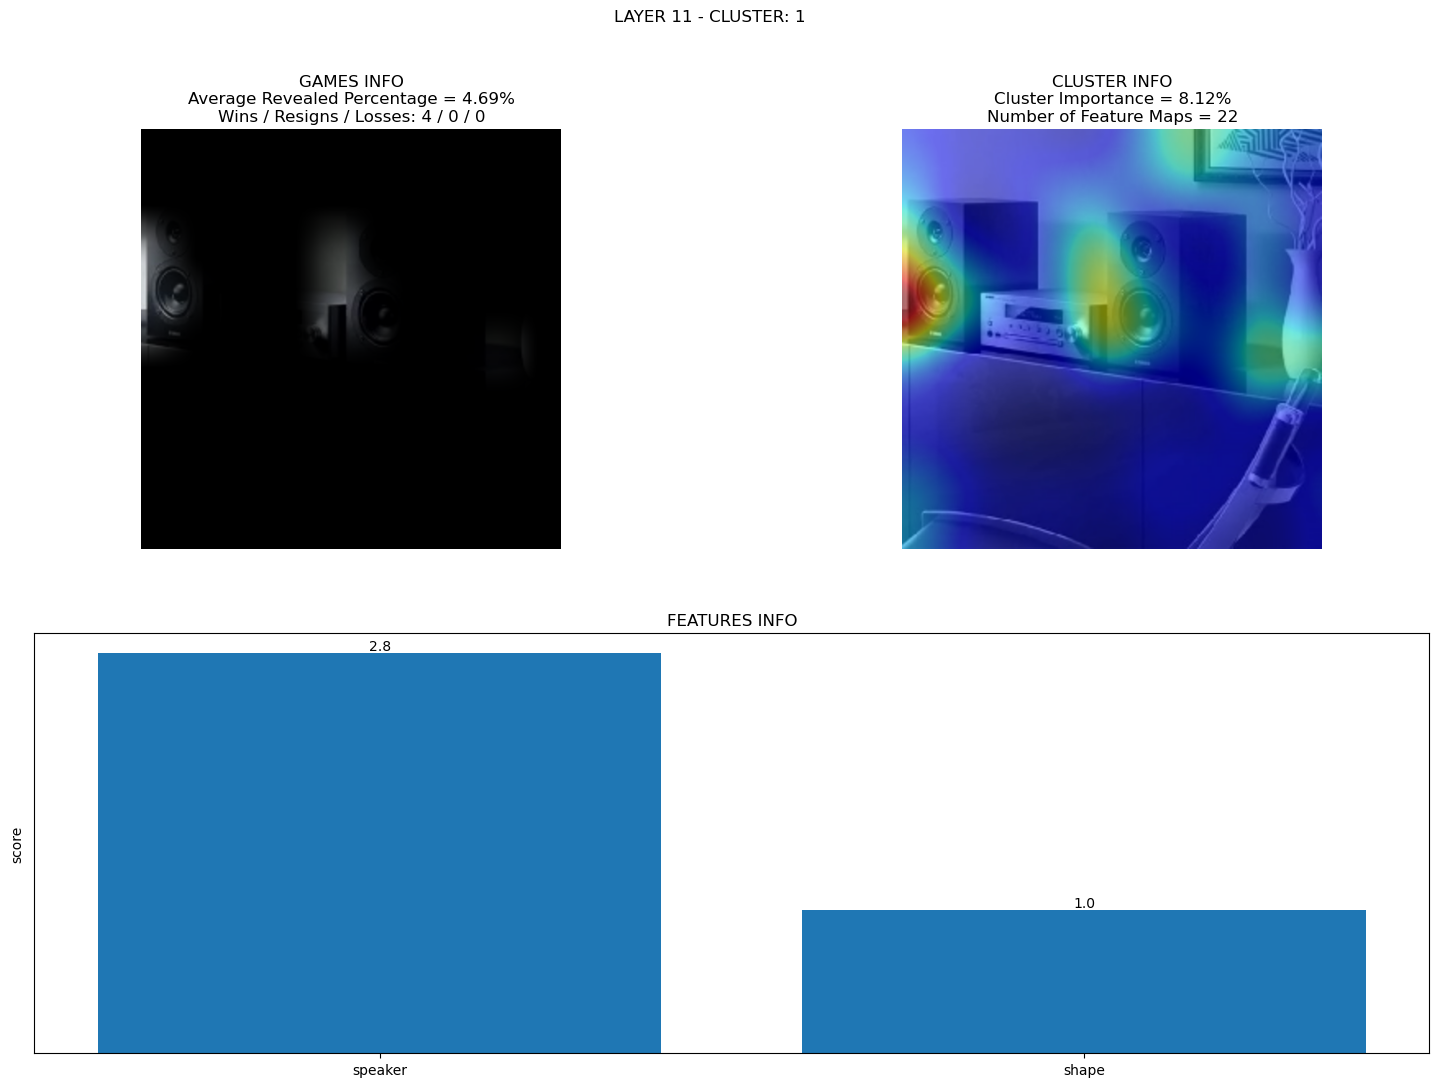 LAYER 11 - CLUSTER: 1
GAMES INFO
Average Revealed Percentage = 4.69%
Wins / Resigns / Losses: 4 / 0 / 0
CLUSTER INFO
Cluster Importance = 8.12%
Number of Feature Maps = 22
FEATURES INFO
2.8
1.0
score
speaker
shape